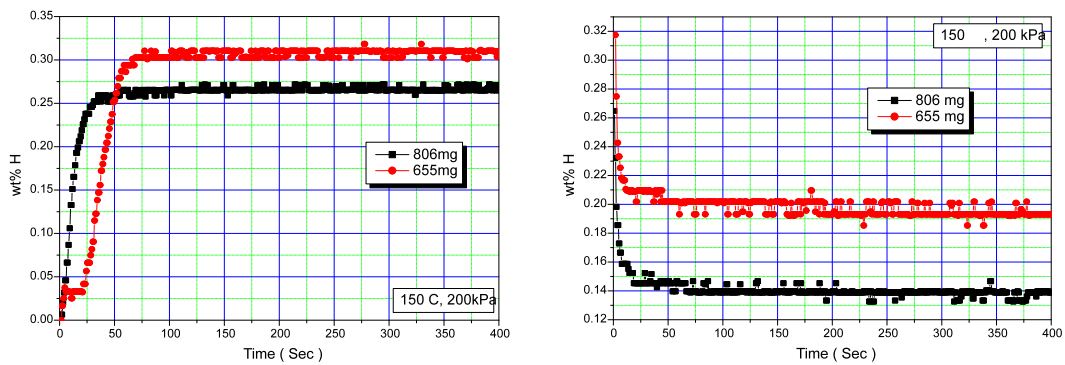 0.35
0.30
0.25
0.20
0.15
0.10
0.05
0.00
wt% H
806mg
655mg
150 C, 200kPa
0 50 100 150 200 250 300 350 400
Time ( Sec )
0.32
0.30
0.28
0.26
0.24
0.22
0.20
0.18
0.16
0.14
0.12
wt% H
150 , 200 kPa
806 mg
655 mg
0 50 100 150 200 250 300 350 400
Time ( Sec )